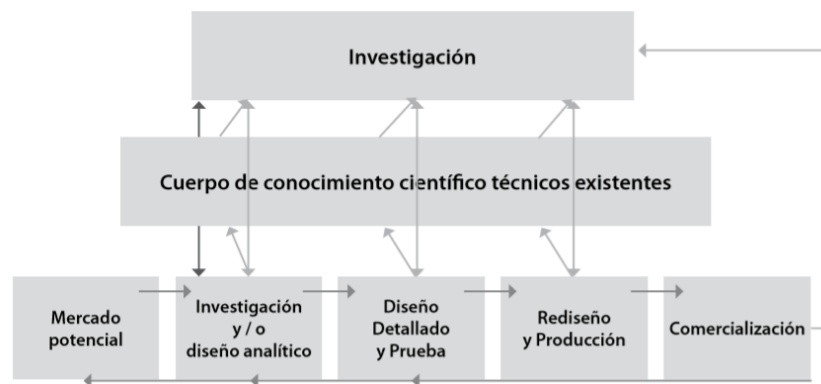 Investigación
Cuerpo de conocimiento científico técnicos existentes
Mercado
potencial
Investigación
y / o
diseño analítico
Diseño
Detallado
y Prueba
Rediseño
y Producción
Comercialización